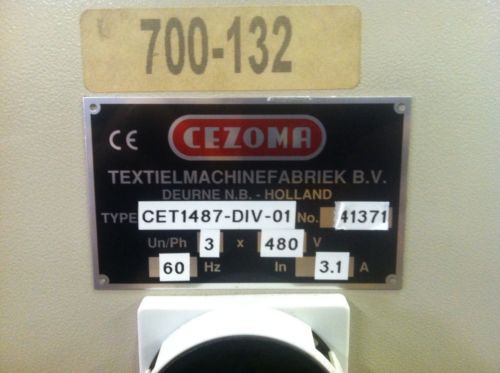 700-132
CE CEZOMA
TEXTIELMACHINEFABRIEK B.V.
DEURNE N.B. - HOLLAND
TYPE CET1487-DIV-01 No. 41371
Un/Ph 3 x 480 V
60 Hz In 3.1 A